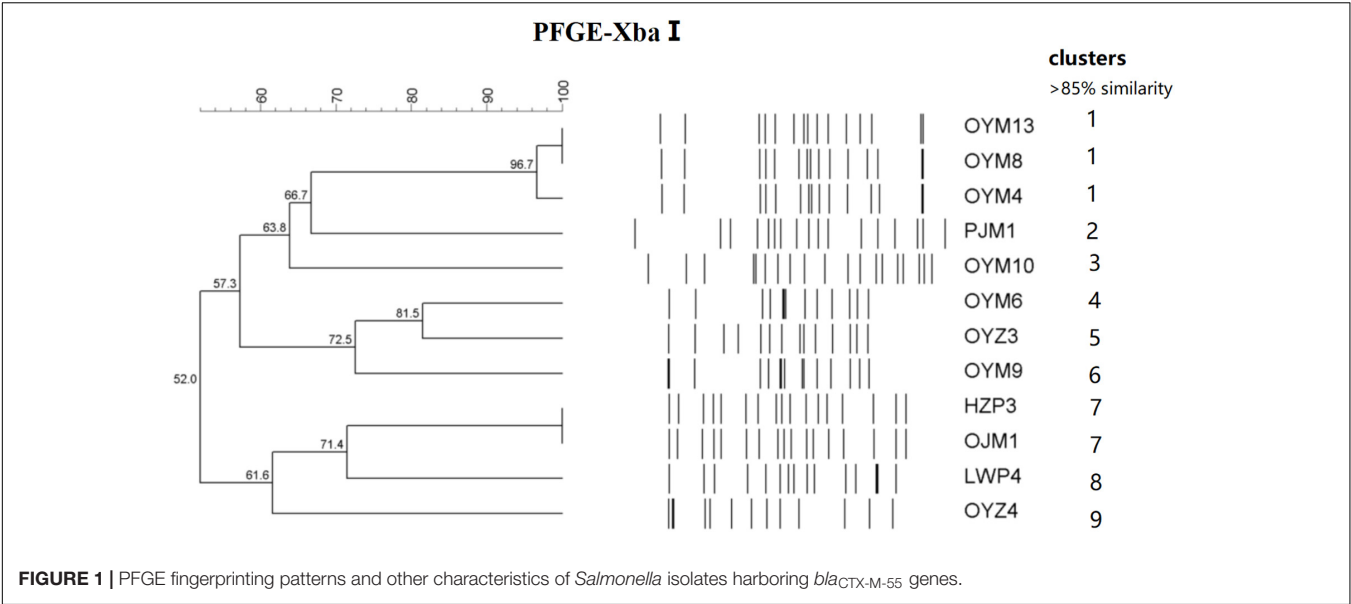 PFGE-Xba I
clusters
>85% similarity
60 70 80 90 100
OYM13 1
96.7 OYM8 1
66.7 OYM4 1
63.8 PJM1 2
OYM10 3
57.3 OYM6 4
81.5 OYZ3 5
72.5 OYM9 6
52.0 HZP3 7
71.4 OJM1 7
61.6 LWP4 8
OYZ4 9
FIGURE 1 | PFGE fingerprinting patterns and other characteristics of Salmonella isolates harboring blaCTX-M-55 genes.